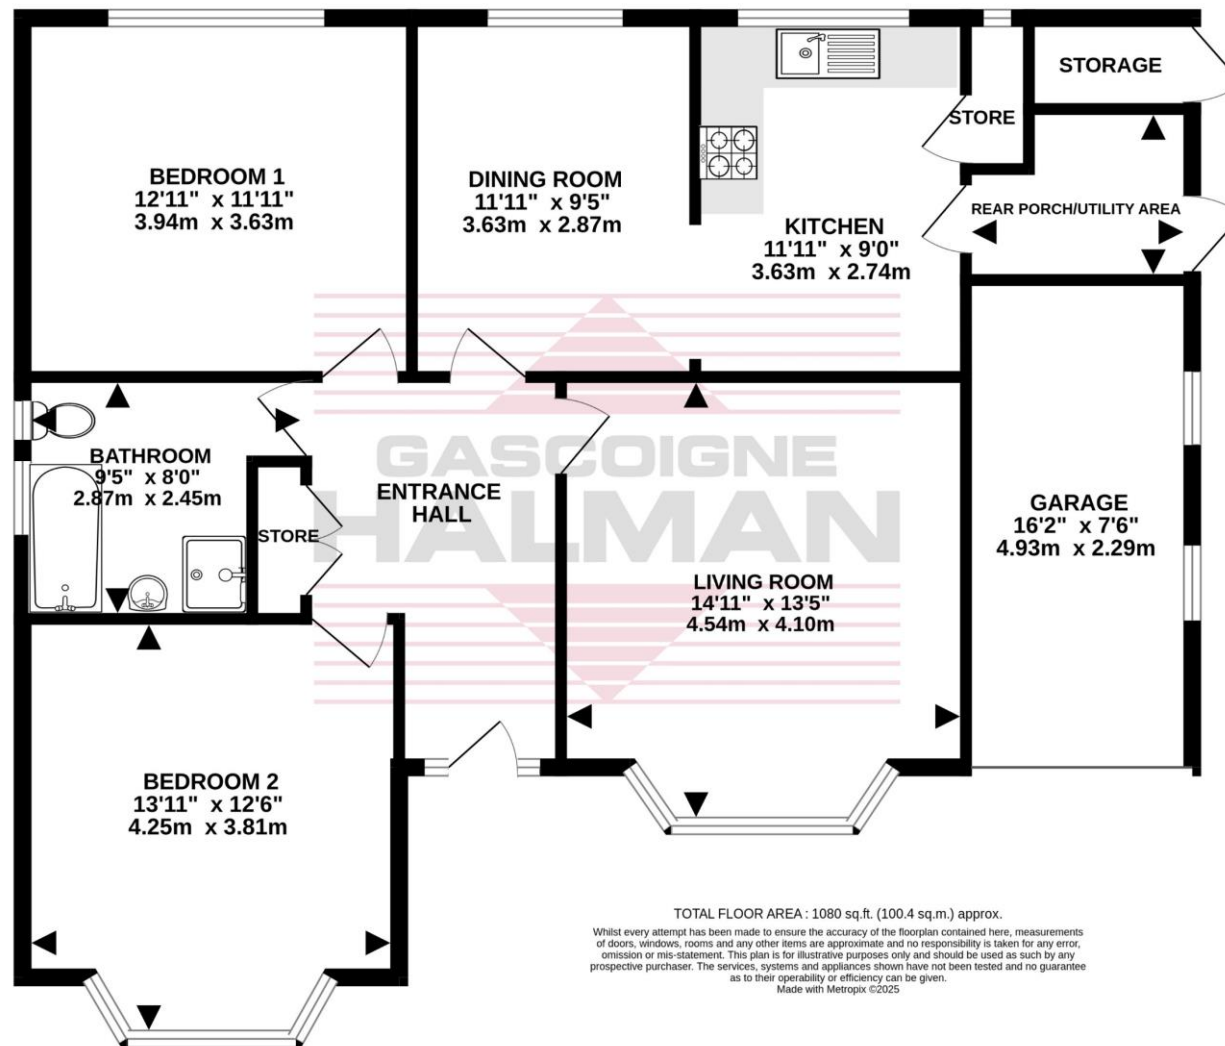 BEDROOM 1
12'11" x 11'11"
3.94m x 3.63m
DINING ROOM
11'11" x 9'5"
3.63m x 2.87m
KITCHEN
11'11" x 9'0"
3.63m x 2.74m
STORE
STORAGE
REAR PORCH/UTILITY AREA
BATHROOM
9'5" x 8'0"
2.87m x 2.45m
STORE
ENTRANCE
HALL
GASCOIGNE
HALMAN
LIVING ROOM
14'11" x 13'5"
4.54m x 4.10m
GARAGE
16'2" x 7'6"
4.93m x 2.29m
BEDROOM 2
13'11" x 12'6"
4.25m x 3.81m
TOTAL FLOOR AREA : 1080 sq.ft. (100.4 sq.m.) approx.
Whilst every attempt has been made to ensure the accuracy of the floorplan contained here, measurements
of doors, windows, rooms and any other items are approximate and no responsibility is taken for any error,
omission or mis-statement. This plan is for illustrative purposes only and should be used as such by any
prospective purchaser. The services, systems and appliances shown have not been tested and no guarantee
as to their operability or efficiency can be given.
Made with Metropix ©2025